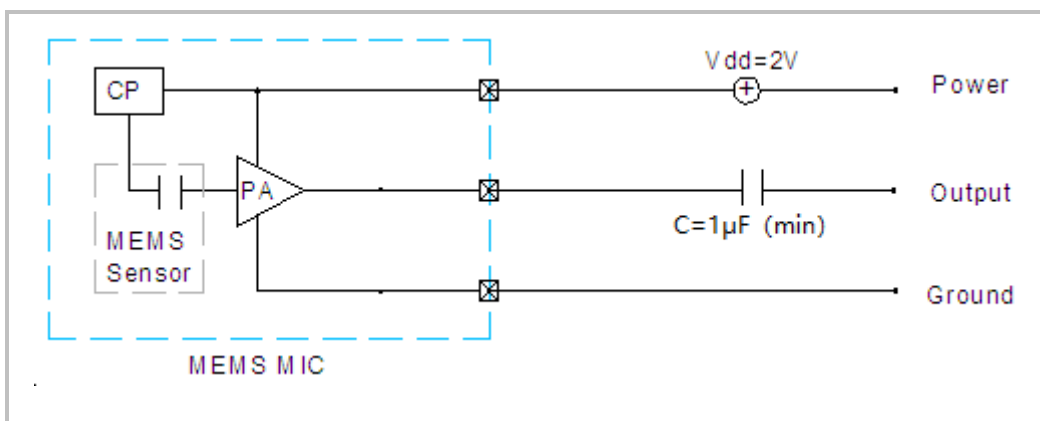 Vdd=2V
CP
Power
PA
Output
C=1μF (min)
MEMS
Sensor
Ground
MEMS MIC